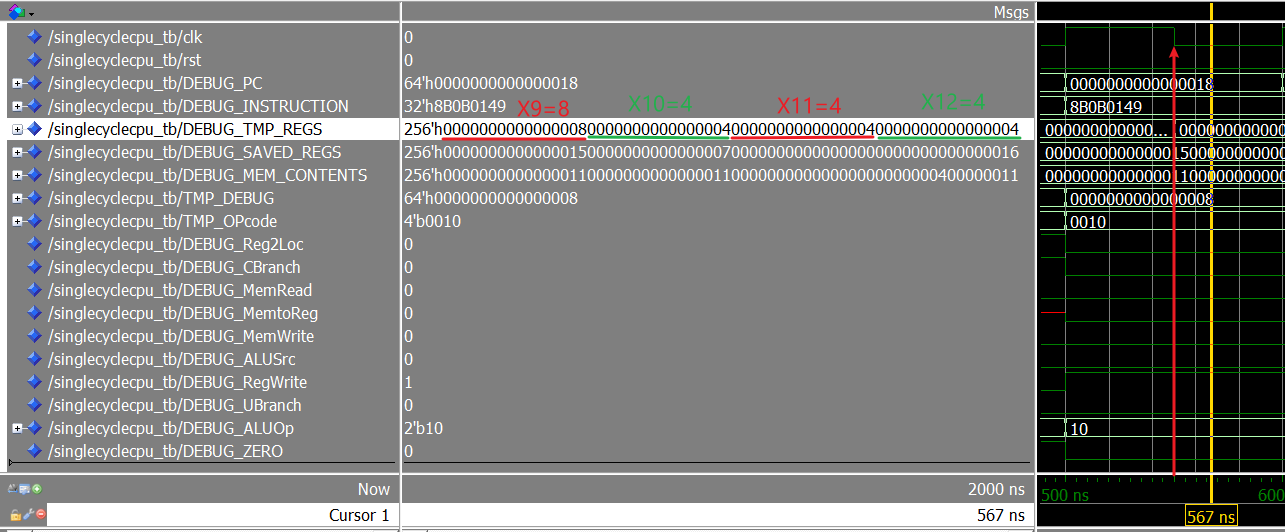 Msgs
/singlecyclecpu_tb/clk 0
/singlecyclecpu_tb/rst 0
/singlecyclecpu_tb/DEBUG_PC 64'h0000000000000018 0000000000000018
/singlecyclecpu_tb/DEBUG_INSTRUCTION 32'h8B0B0149 8B0B0149
X9=8 X10=4 X11=4 X12=4
/singlecyclecpu_tb/DEBUG_TMP_REGS 256'h0000000000000008000000000000000400000000000000040000000000000004 000000000000... 000000000000
/singlecyclecpu_tb/DEBUG_SAVED_REGS 256'h0000000000000015000000000000000700000000000000000000000000000016 00000000000000150000000000
/singlecyclecpu_tb/DEBUG_MEM_CONTENTS 256'h0000000000000011000000000000001100000000000000000000000400000011 00000000000000110000000000
/singlecyclecpu_tb/TMP_DEBUG 64'h0000000000000008 0000000000000008
/singlecyclecpu_tb/TMP_OPcode 4'b0010 0010
/singlecyclecpu_tb/DEBUG_Reg2Loc 0
/singlecyclecpu_tb/DEBUG_CBranch 0
/singlecyclecpu_tb/DEBUG_MemRead 0
/singlecyclecpu_tb/DEBUG_MemtoReg 0
/singlecyclecpu_tb/DEBUG_MemWrite 0
/singlecyclecpu_tb/DEBUG_ALUSrc 0
/singlecyclecpu_tb/DEBUG_RegWrite 1
/singlecyclecpu_tb/DEBUG_UBranch 0
/singlecyclecpu_tb/DEBUG_ALUOp 2'b10 10
/singlecyclecpu_tb/DEBUG_ZERO 0
Now 2000 ns 500 ns 600
Cursor 1 567 ns 567 ns